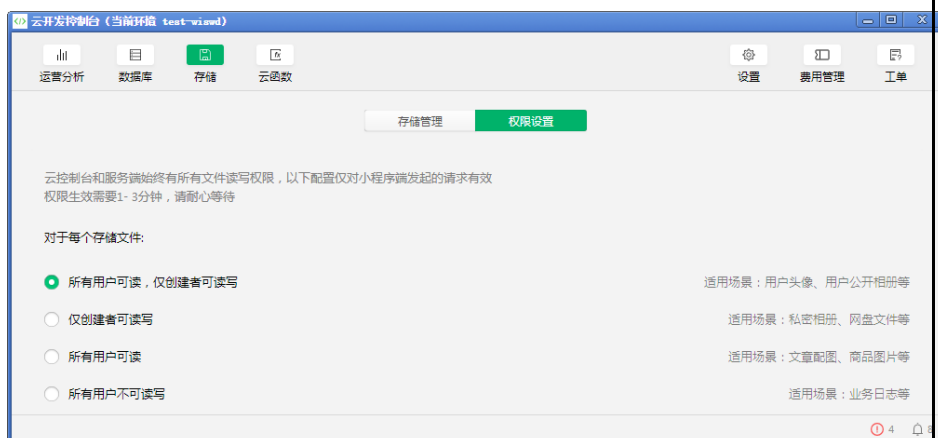 云开发控制台（当前环境 test-wiswd）
运营分析 数据库 存储 云函数 设置 费用管理 工单
存储管理 权限设置
云控制台和服务端始终有所有文件读写权限，以下配置仅对小程序端发起的请求有效
权限生效需要1- 3分钟，请耐心等待
对于每个存储文件:
所有用户可读，仅创建者可读写 适用场景：用户头像、用户公开相册等
仅创建者可读写 适用场景：私密相册、网盘文件等
所有用户可读 适用场景：文章配图、商品图片等
所有用户不可读写 适用场景：业务日志等
4 8